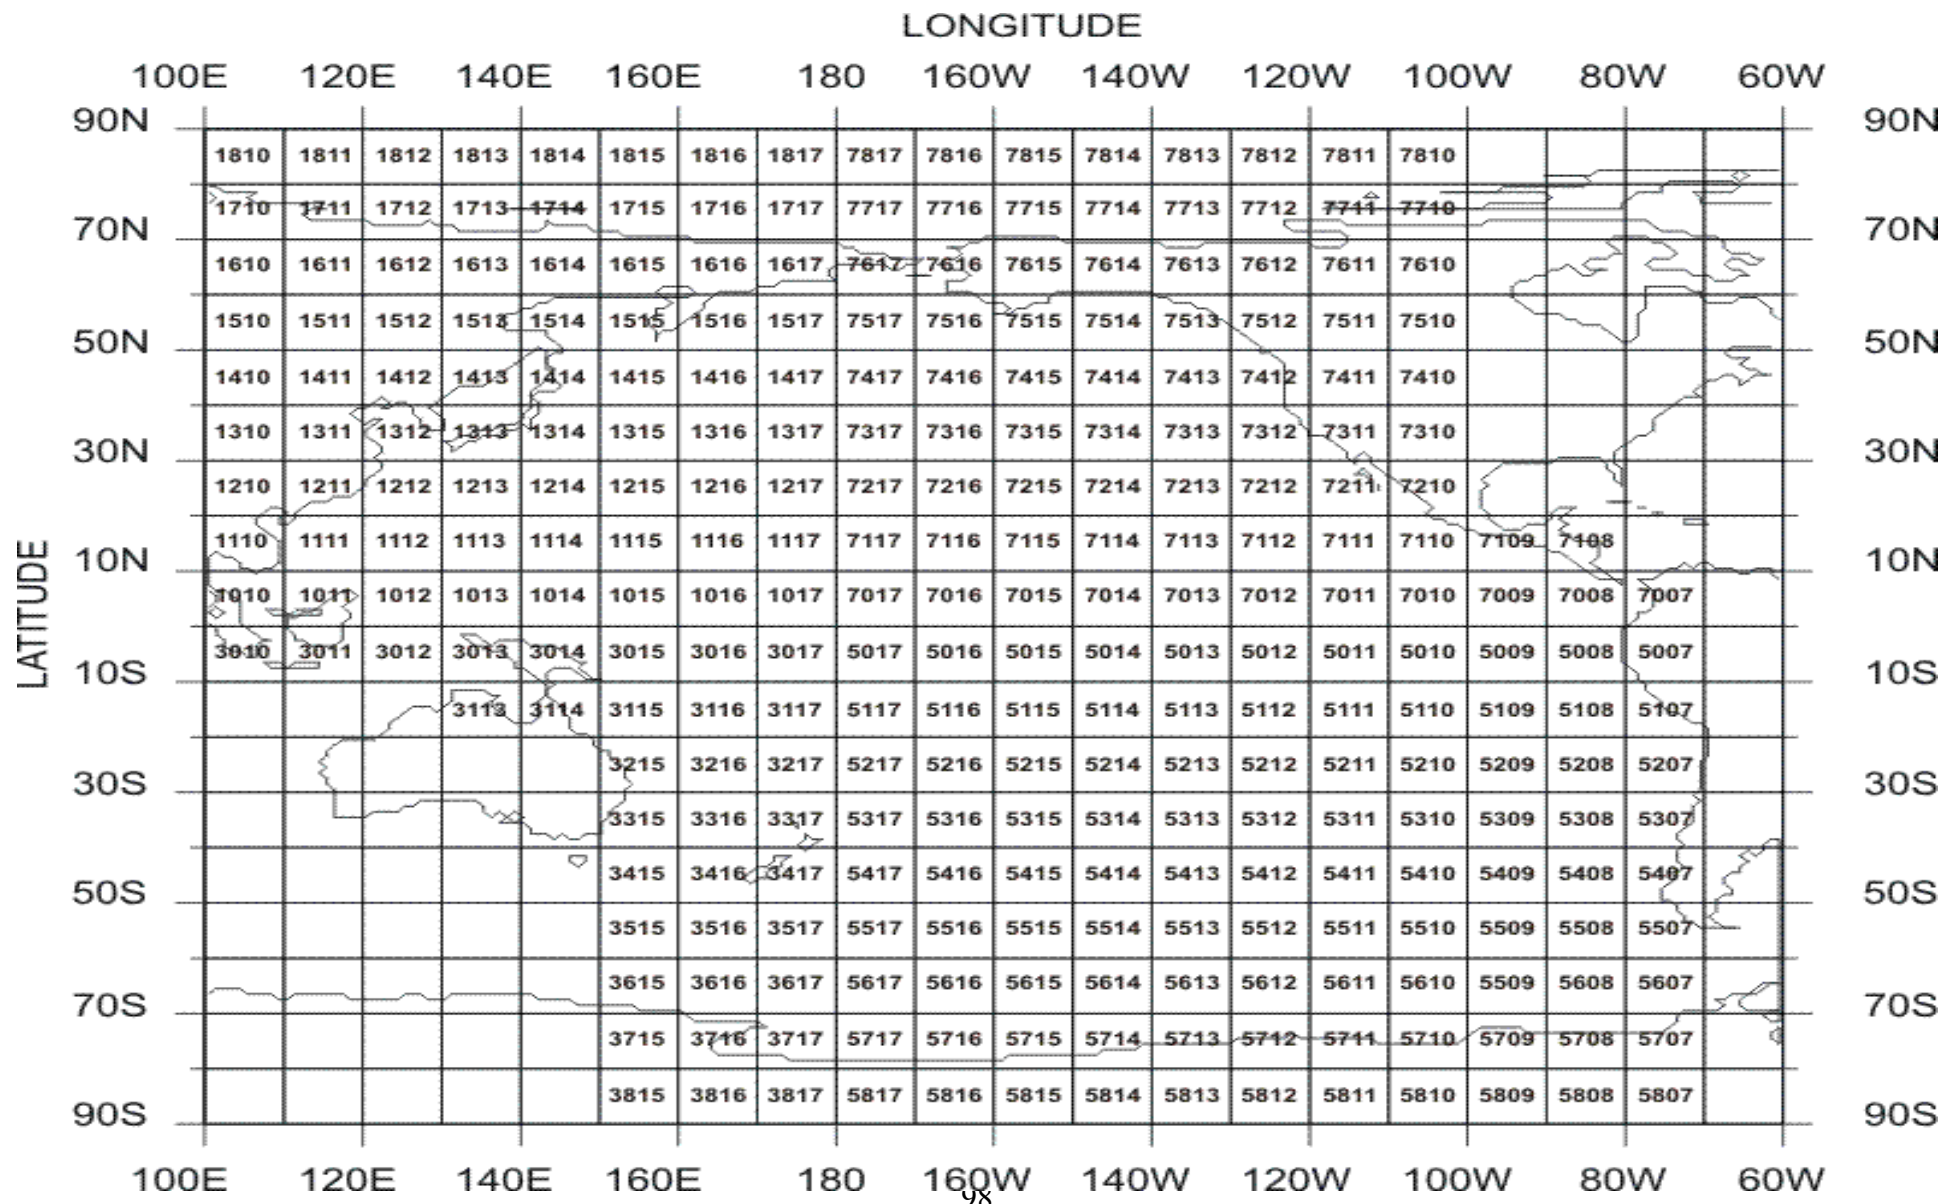 LONGITUDE
100E 120E 140E 160E 180 160W 140W 120W 100W 80W 60W
90N 90N
1810 1811 1812 1813 1814 1815 1816 1817 7817 7816 7815 7814 7813 7812 7811 7810
1710 1711 1712 1713 1714 1715 1716 1717 7717 7716 7715 7714 7713 7712 7711 7710
70N 70N
1610 1611 1612 1613 1614 1615 1616 1617 7617 7616 7615 7614 7613 7612 7611 7610
1510 1511 1512 1513 1514 1515 1516 1517 7517 7516 7515 7514 7513 7512 7511 7510
50N 50N
1410 1411 1412 1413 1414 1415 1416 1417 7417 7416 7415 7414 7413 7412 7411 7410
1310 1311 1312 1313 1314 1315 1316 1317 7317 7316 7315 7314 7313 7312 7311 7310
30N 30N
1210 1211 1212 1213 1214 1215 1216 1217 7217 7216 7215 7214 7213 7212 7211 7210
1110 1111 1112 1113 1114 1115 1116 1117 7117 7116 7115 7114 7113 7112 7111 7110 7109 7108
10N 10N
1010 1011 1012 1013 1014 1015 1016 1017 7017 7016 7015 7014 7013 7012 7011 7010 7009 7008 7007
LATITUDE
3010 3011 3012 3013 3014 3015 3016 3017 5017 5016 5015 5014 5013 5012 5011 5010 5009 5008 5007
10S 10S
3113 3114 3115 3116 3117 5117 5116 5115 5114 5113 5112 5111 5110 5109 5108 5107
3215 3216 3217 5217 5216 5215 5214 5213 5212 5211 5210 5209 5208 5207
30S 30S
3315 3316 3317 5317 5316 5315 5314 5313 5312 5311 5310 5309 5308 5307
3415 3416 3417 5417 5416 5415 5414 5413 5412 5411 5410 5409 5408 5407
50S 50S
3515 3516 3517 5517 5516 5515 5514 5513 5512 5511 5510 5509 5508 5507
3615 3616 3617 5617 5616 5615 5614 5613 5612 5611 5610 5509 5608 5607
70S 70S
3715 3716 3717 5717 5716 5715 5714 5713 5712 5711 5710 5709 5708 5707
3815 3816 3817 5817 5816 5815 5814 5813 5812 5811 5810 5809 5808 5807
90S 90S
100E 120E 140E 160E 180 160W 140W 120W 100W 80W 60W
98